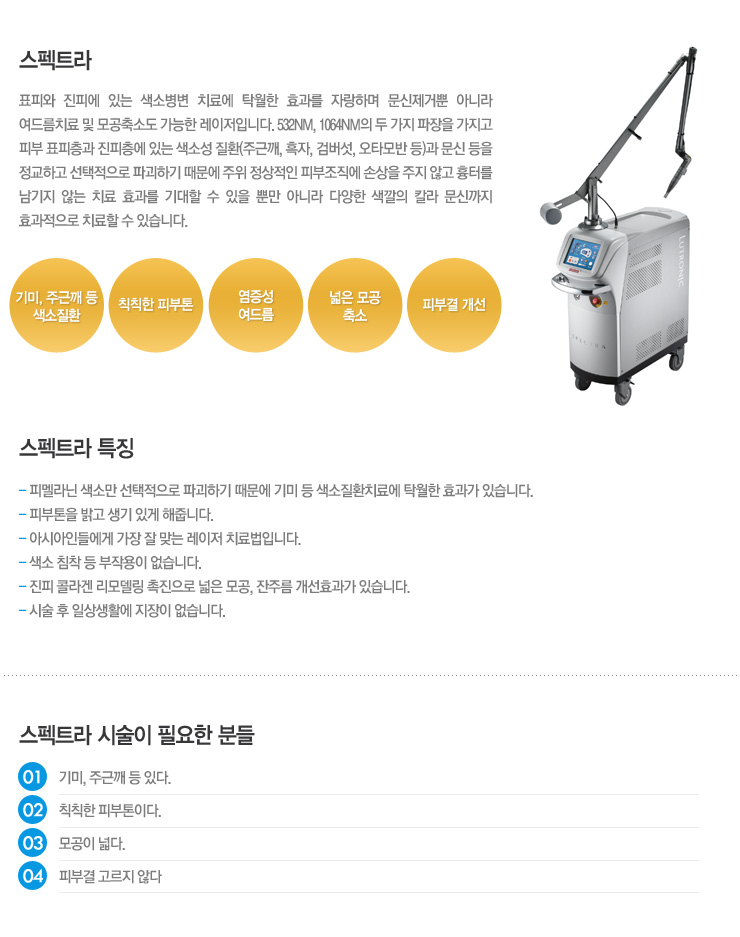 스펙트라
표피와 진피에 있는 색소병변 치료에 탁월한 효과를 자랑하며 문신제거뿐 아니라
여드름치료 및 모공축소도 가능한 레이저입니다. 532NM, 1064NM의 두 가지 파장을 가지고
피부 표피층과 진피층에 있는 색소성 질환(주근깨, 흑자, 검버섯, 오타모반 등)과 문신 등을
정교하고 선택적으로 파괴하기 때문에 주위 정상적인 피부조직에 손상을 주지 않고 흉터를
남기지 않는 치료 효과를 기대할 수 있을 뿐만 아니라 다양한 색깔의 칼라 문신까지
효과적으로 치료할 수 있습니다.
기미, 주근깨 등
색소질환
칙칙한 피부톤
염증성
여드름
넓은 모공
축소
피부결 개선
LUTRONIC
SPECTRA
스펙트라 특징
– 피멜라닌 색소만 선택적으로 파괴하기 때문에 기미 등 색소질환치료에 탁월한 효과가 있습니다.
– 피부톤을 밝고 생기 있게 해줍니다.
– 아시아인들에게 가장 잘 맞는 레이저 치료법입니다.
– 색소 침착 등 부작용이 없습니다.
– 진피 콜라겐 리모델링 촉진으로 넓은 모공, 잔주름 개선효과가 있습니다.
– 시술 후 일상생활에 지장이 없습니다.
스펙트라 시술이 필요한 분들
01 기미, 주근깨 등 있다.
02 칙칙한 피부톤이다.
03 모공이 넓다.
04 피부결 고르지 않다